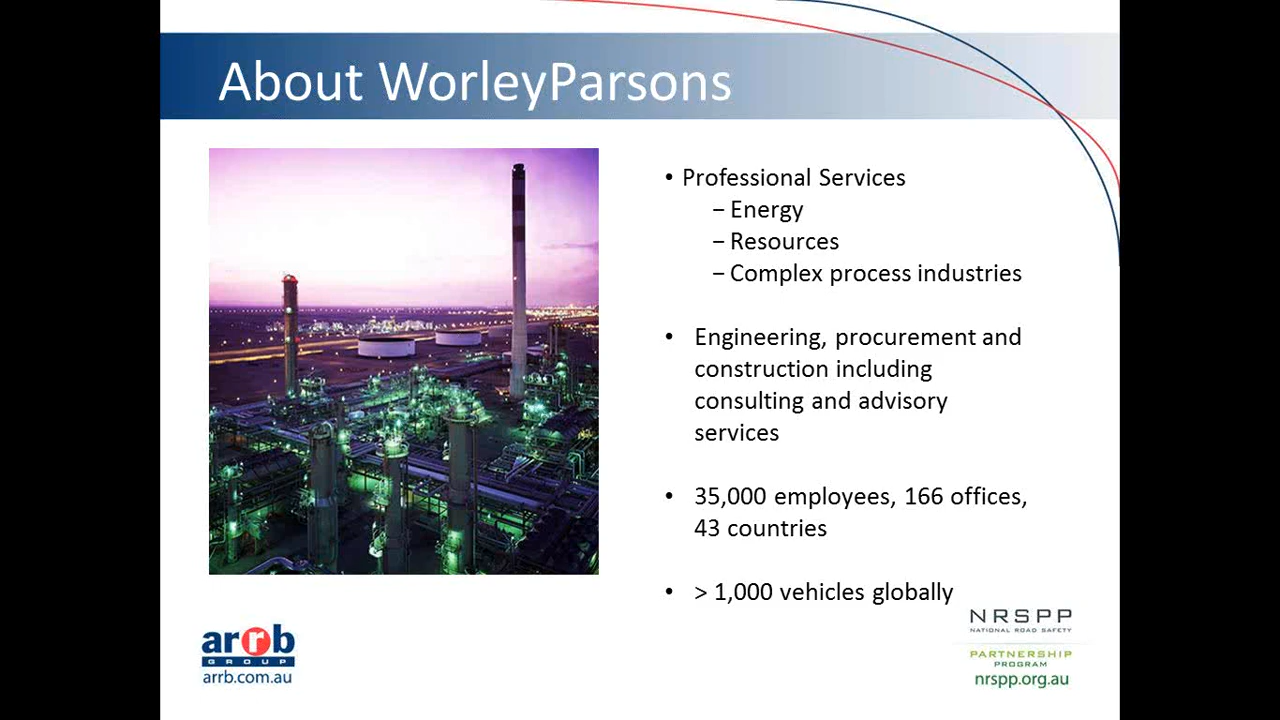 About WorleyParsons
• Professional Services
− Energy
− Resources
− Complex process industries
• Engineering, procurement and
construction including
consulting and advisory
services
• 35,000 employees, 166 offices,
43 countries
• > 1,000 vehicles globally
arrb
GROUP
arrb.com.au
NRSPP
NATIONAL ROAD SAFETY
PARTNERSHIP
PROGRAM
nrspp.org.au